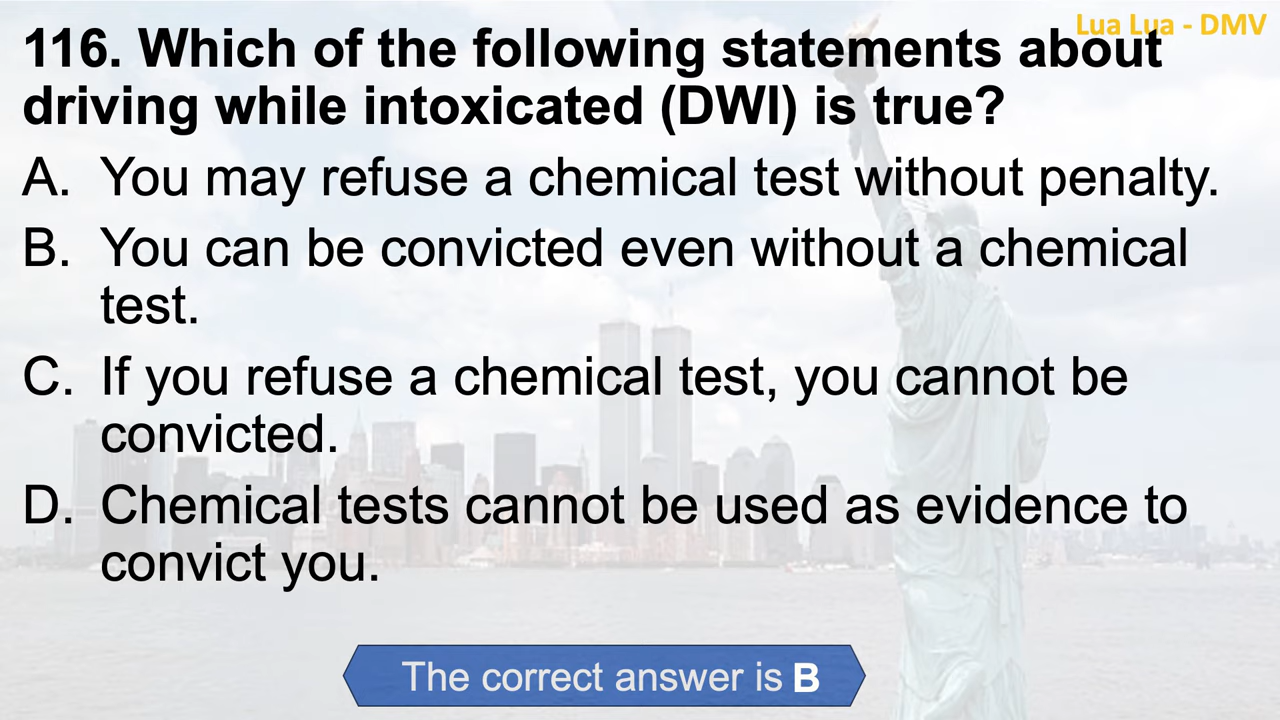 Lua Lua - DMV
116. Which of the following statements about
driving while intoxicated (DWI) is true?
A. You may refuse a chemical test without penalty.
B. You can be convicted even without a chemical
test.
C. If you refuse a chemical test, you cannot be
convicted.
D. Chemical tests cannot be used as evidence to
convict you.
The correct answer is B